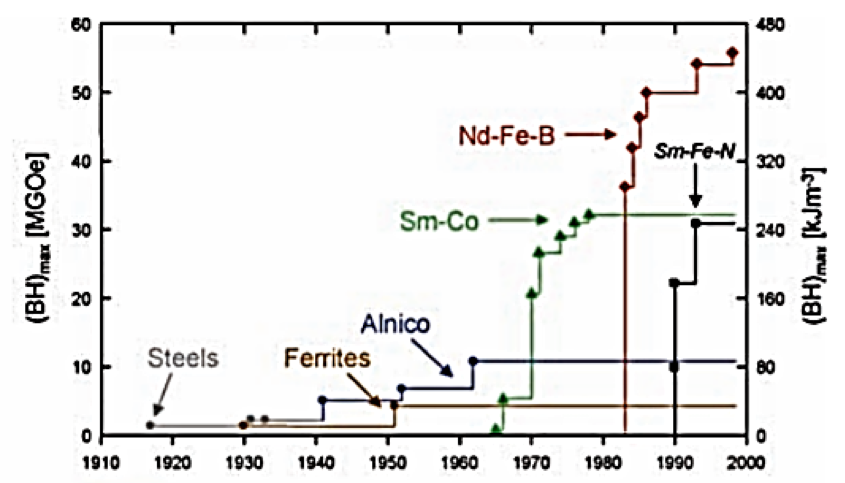 60
50
40
30
20
10
0
(BH)max [MGOe]
480
400
320
240
160
80
0
(BH)max [kJm-3]
Nd-Fe-B
Sm-Fe-N
Sm-Co
Alnico
Steels
Ferrites
1910 1920 1930 1940 1950 1960 1970 1980 1990 2000